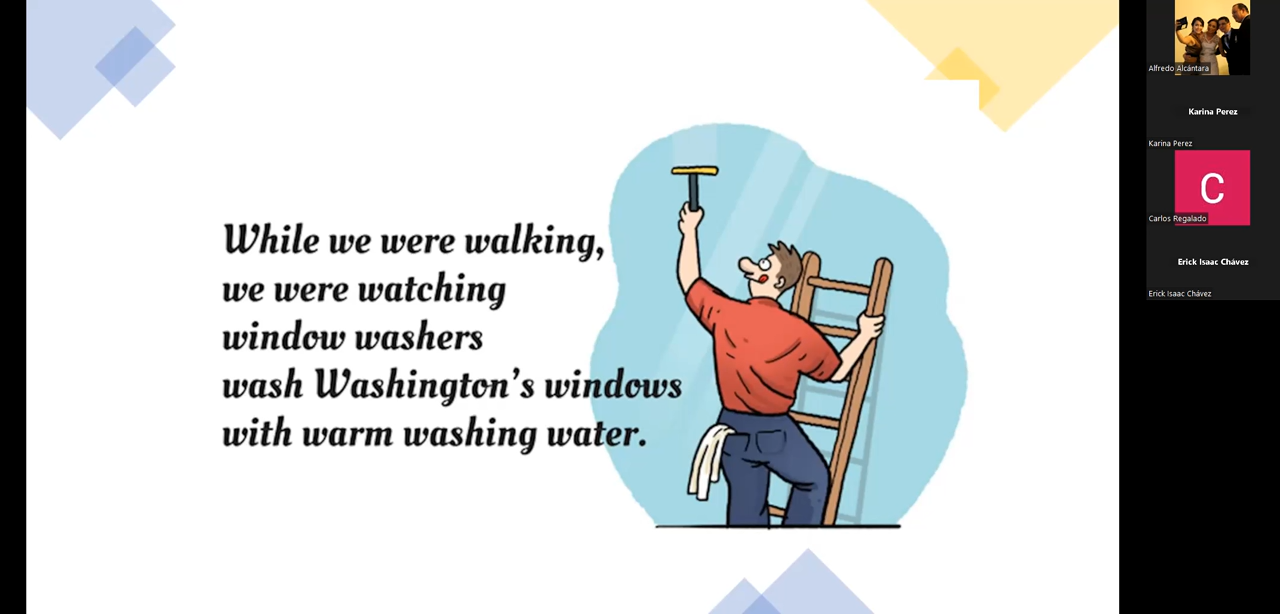 While we were walking,
we were watching
window washers
wash Washington's windows
with warm washing water.
Alfredo Alcántara
Karina Perez
Karina Perez
C
Carlos Regalado
Erick Isaac Chávez
Erick Isaac Chávez